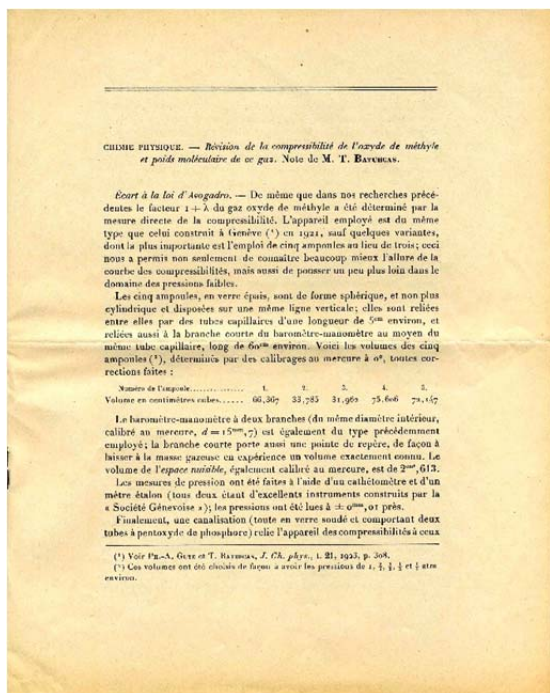 CHIMIE PHYSIQUE. — Révision de la compressibilité de l'oxyde de méthyle
et poids moléculaire de ce gaz. Note de M. T. BATUECAS.
Écart à la loi d'Avogadro. — De même que dans nos recherches précé-
dentes le facteur 1 + λ du gaz oxyde de méthyle a été déterminé par la
mesure directe de la compressibilité. L'appareil employé est du même
type que celui construit à Genève (¹) en 1921, sauf quelques variantes,
dont la plus importante est l'emploi de cinq ampoules au lieu de trois; ceci
nous a permis non seulement de connaître beaucoup mieux l'allure de la
courbe des compressibilités, mais aussi de pousser un peu plus loin dans le
domaine des pressions faibles.
Les cinq ampoules, en verre épais, sont de forme sphérique, et non plus
cylindrique et disposées sur une même ligne verticale; elles sont reliées
entre elles par des tubes capillaires d'une longueur de 5cm environ, et
reliées aussi à la branche courte du baromètre-manomètre au moyen du
même tube capillaire, long de 60cm environ. Voici les volumes des cinq
ampoules (²), déterminés par des calibrages au mercure à 0°, toutes cor-
rections faites :
Numéro de l'ampoule................ 1. 2. 3. 4. 5.
Volume en centimètres cubes...... 66,367 33,785 31,962 75,606
Le baromètre-manomètre à deux branches (du même diamètre intérieur,
calibré au mercure, d = 15mm,7) est également du type précédemment
employé; la branche courte porte aussi une pointe de repère, de façon à
laisser à la masse gazeuse en expérience un volume exactement connu. Le
volume de l'espace nuisible, également calibré au mercure, est de 2cm³,613.
Les mesures de pression ont été faites à l'aide d'un cathétomètre et d'un
mètre étalon (tous deux étant d'excellents instruments construits par la
« Société Génevoise »); les pressions ont été lues à ± 0mm,01 près.
Finalement, une canalisation (toute en verre soudé et comportant deux
tubes à pentoxyde de phosphore) relie l'appareil des compressibilités à ceux
(¹) Voir PH.-A. GUYE et T. BATUECAS, J. Ch. phys., t. 21, 1923, p. 308.
(²) Ces volumes ont été choisis de façon à avoir les pressions de 1, et atm
environ.